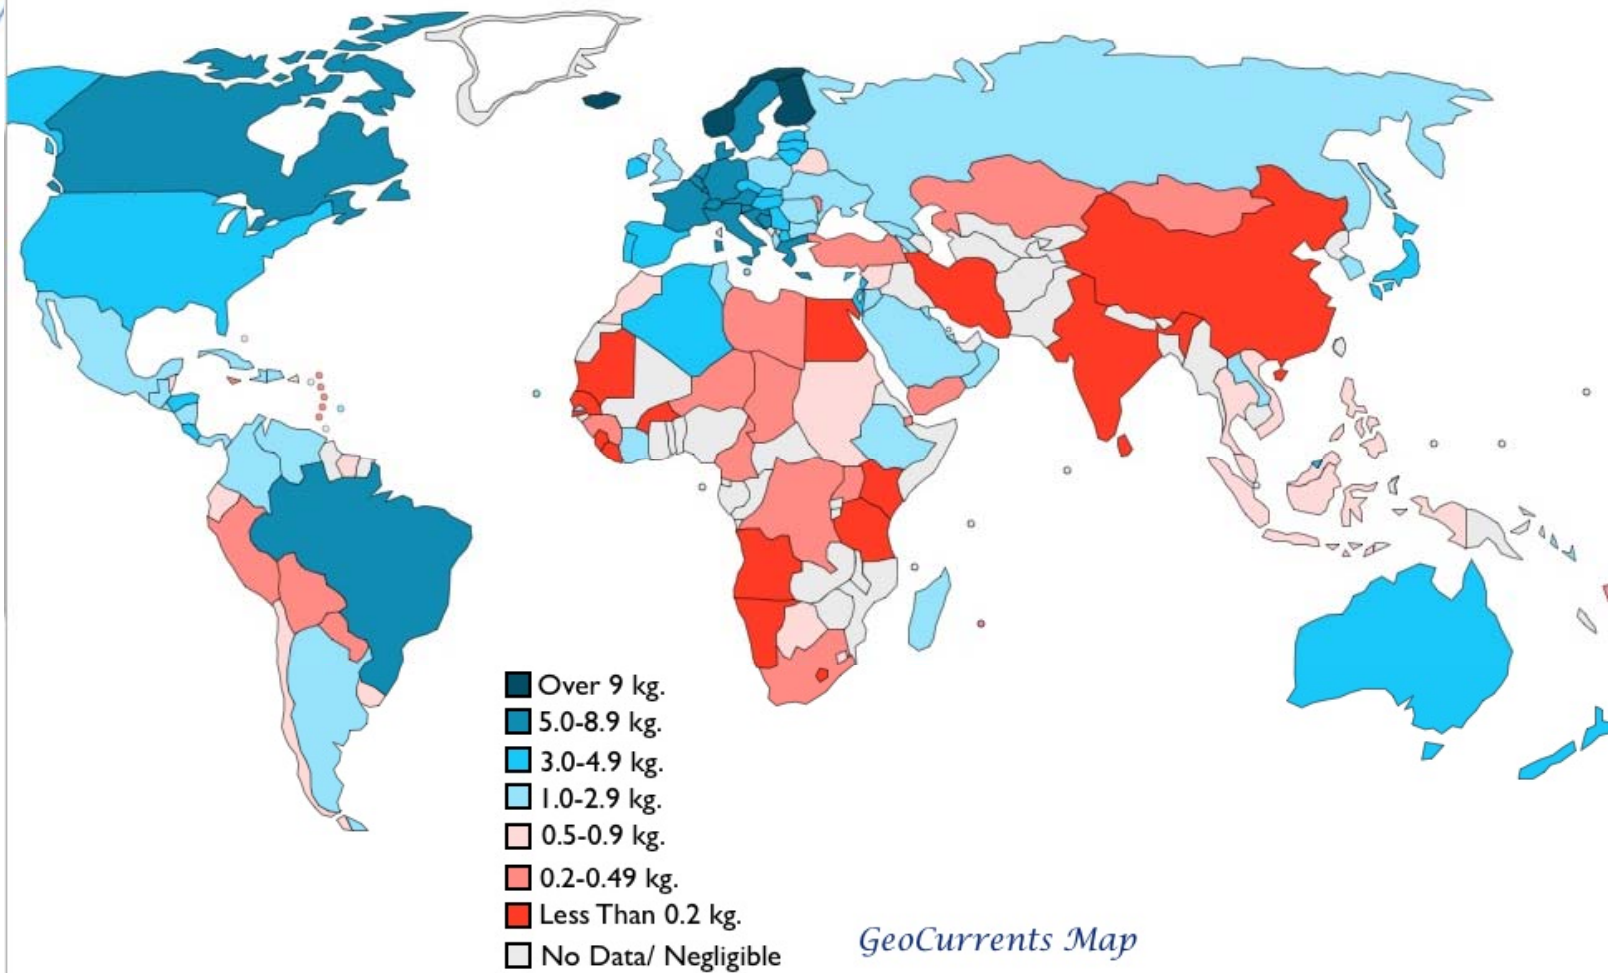 Over 9 kg.
5.0-8.9 kg.
3.0-4.9 kg.
1.0-2.9 kg.
0.5-0.9 kg.
0.2-0.49 kg.
Less Than 0.2 kg.
No Data/ Negligible
GeoCurrents Map